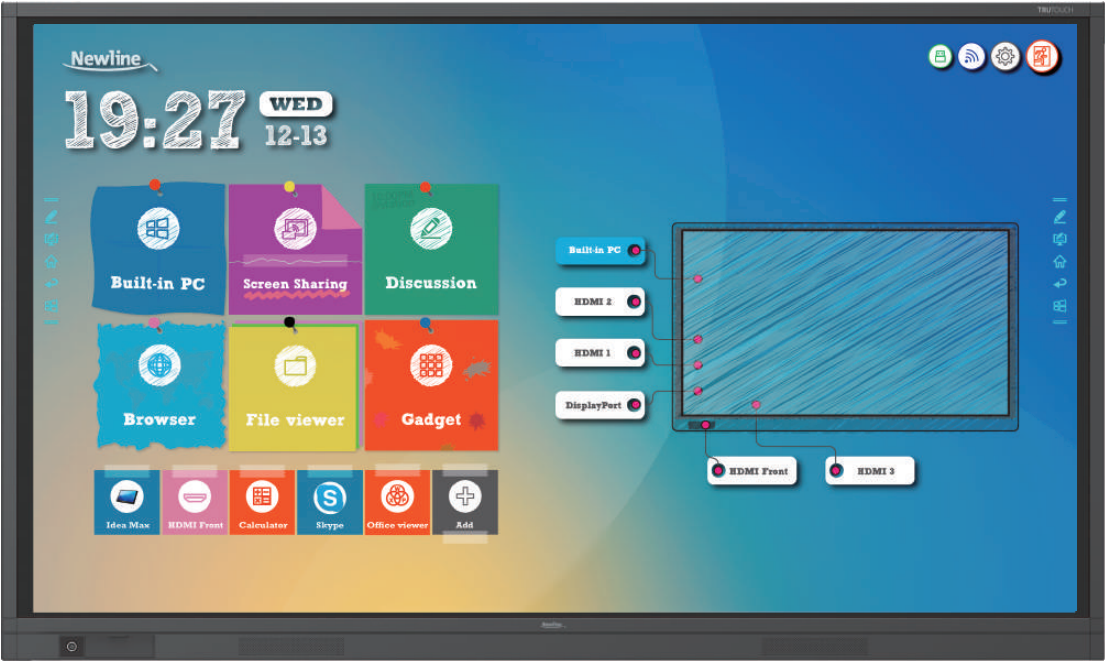 TRUTOUCH
Newline
19:27
WED
12-13
Built-in PC
Screen Sharing
Discussion
Browser
File viewer
Gadget
Idea Max
HDMI Front
Calculator
Skype
Office viewer
Add
Built-in PC
HDMI 2
HDMI 1
DisplayPort
HDMI Front
HDMI 3
Newline